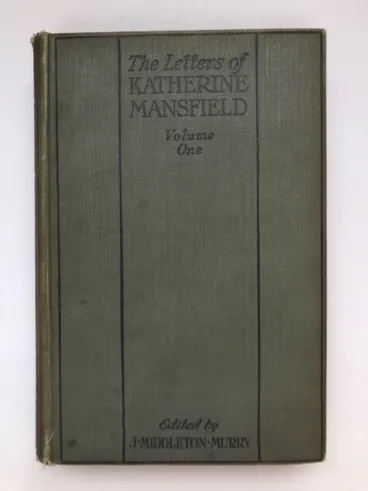 The Letters of
KATHERINE
MANSFIELD
Volume
One
Edited by
J·MIDDLETON·MURRY